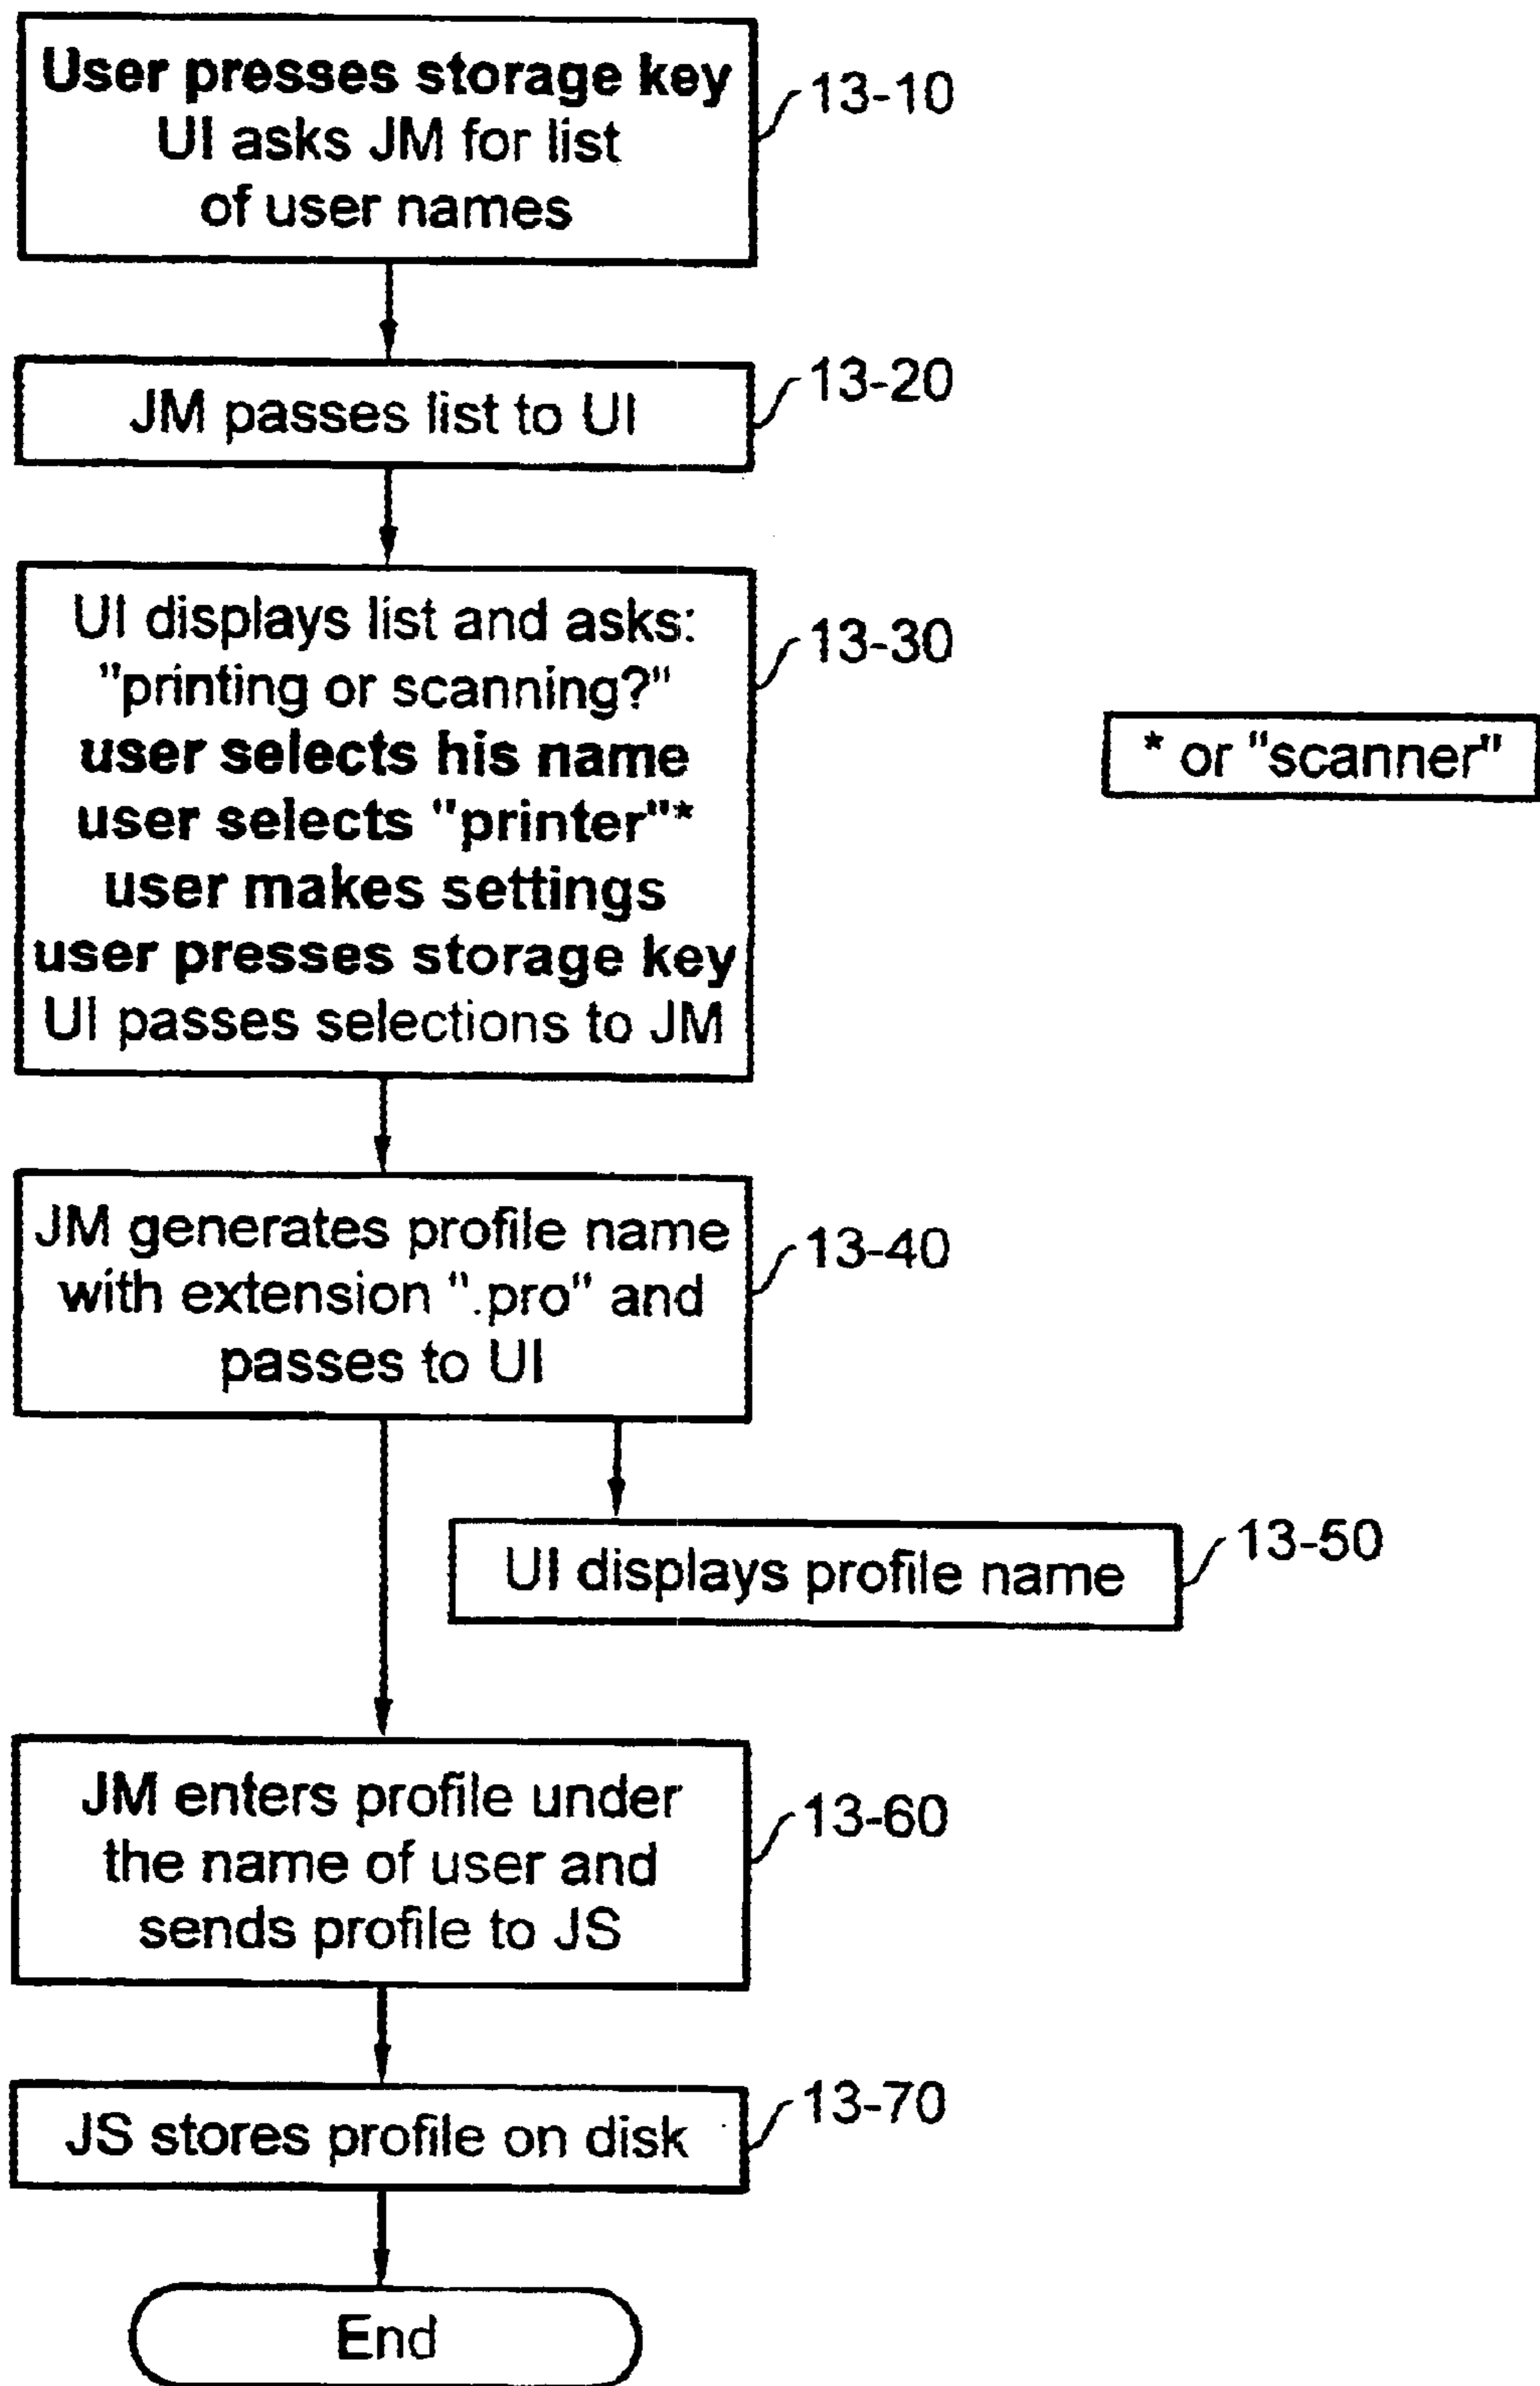 User presses storage key
UI asks JM for list
of user names
13-10
JM passes list to UI
13-20
UI displays list and asks:
"printing or scanning?"
user selects his name
user selects "printer"*
user makes settings
user presses storage key
UI passes selections to JM
13-30
* or "scanner"
JM generates profile name
with extension ".pro" and
passes to UI
13-40
UI displays profile name
13-50
JM enters profile under
the name of user and
sends profile to JS
13-60
JS stores profile on disk
13-70
End